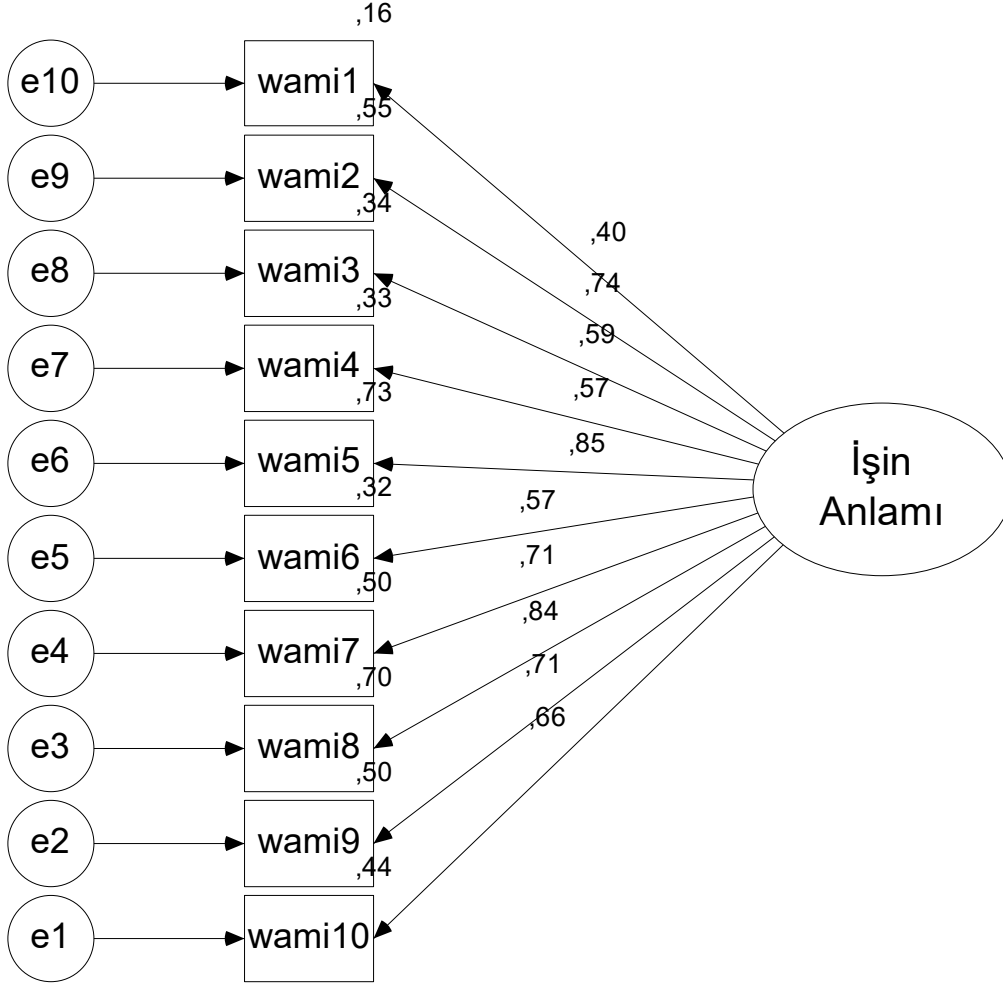 ,16
e10
wami1
,55
e9
wami2
,34
e8
wami3
,33
e7
wami4
,73
e6
wami5
,32
e5
wami6
,50
e4
wami7
,70
e3
wami8
,50
e2
wami9
,44
e1
wami10
,40
,74
,59
,57
,85
,57
,71
,84
,71
,66
İşin
Anlamı